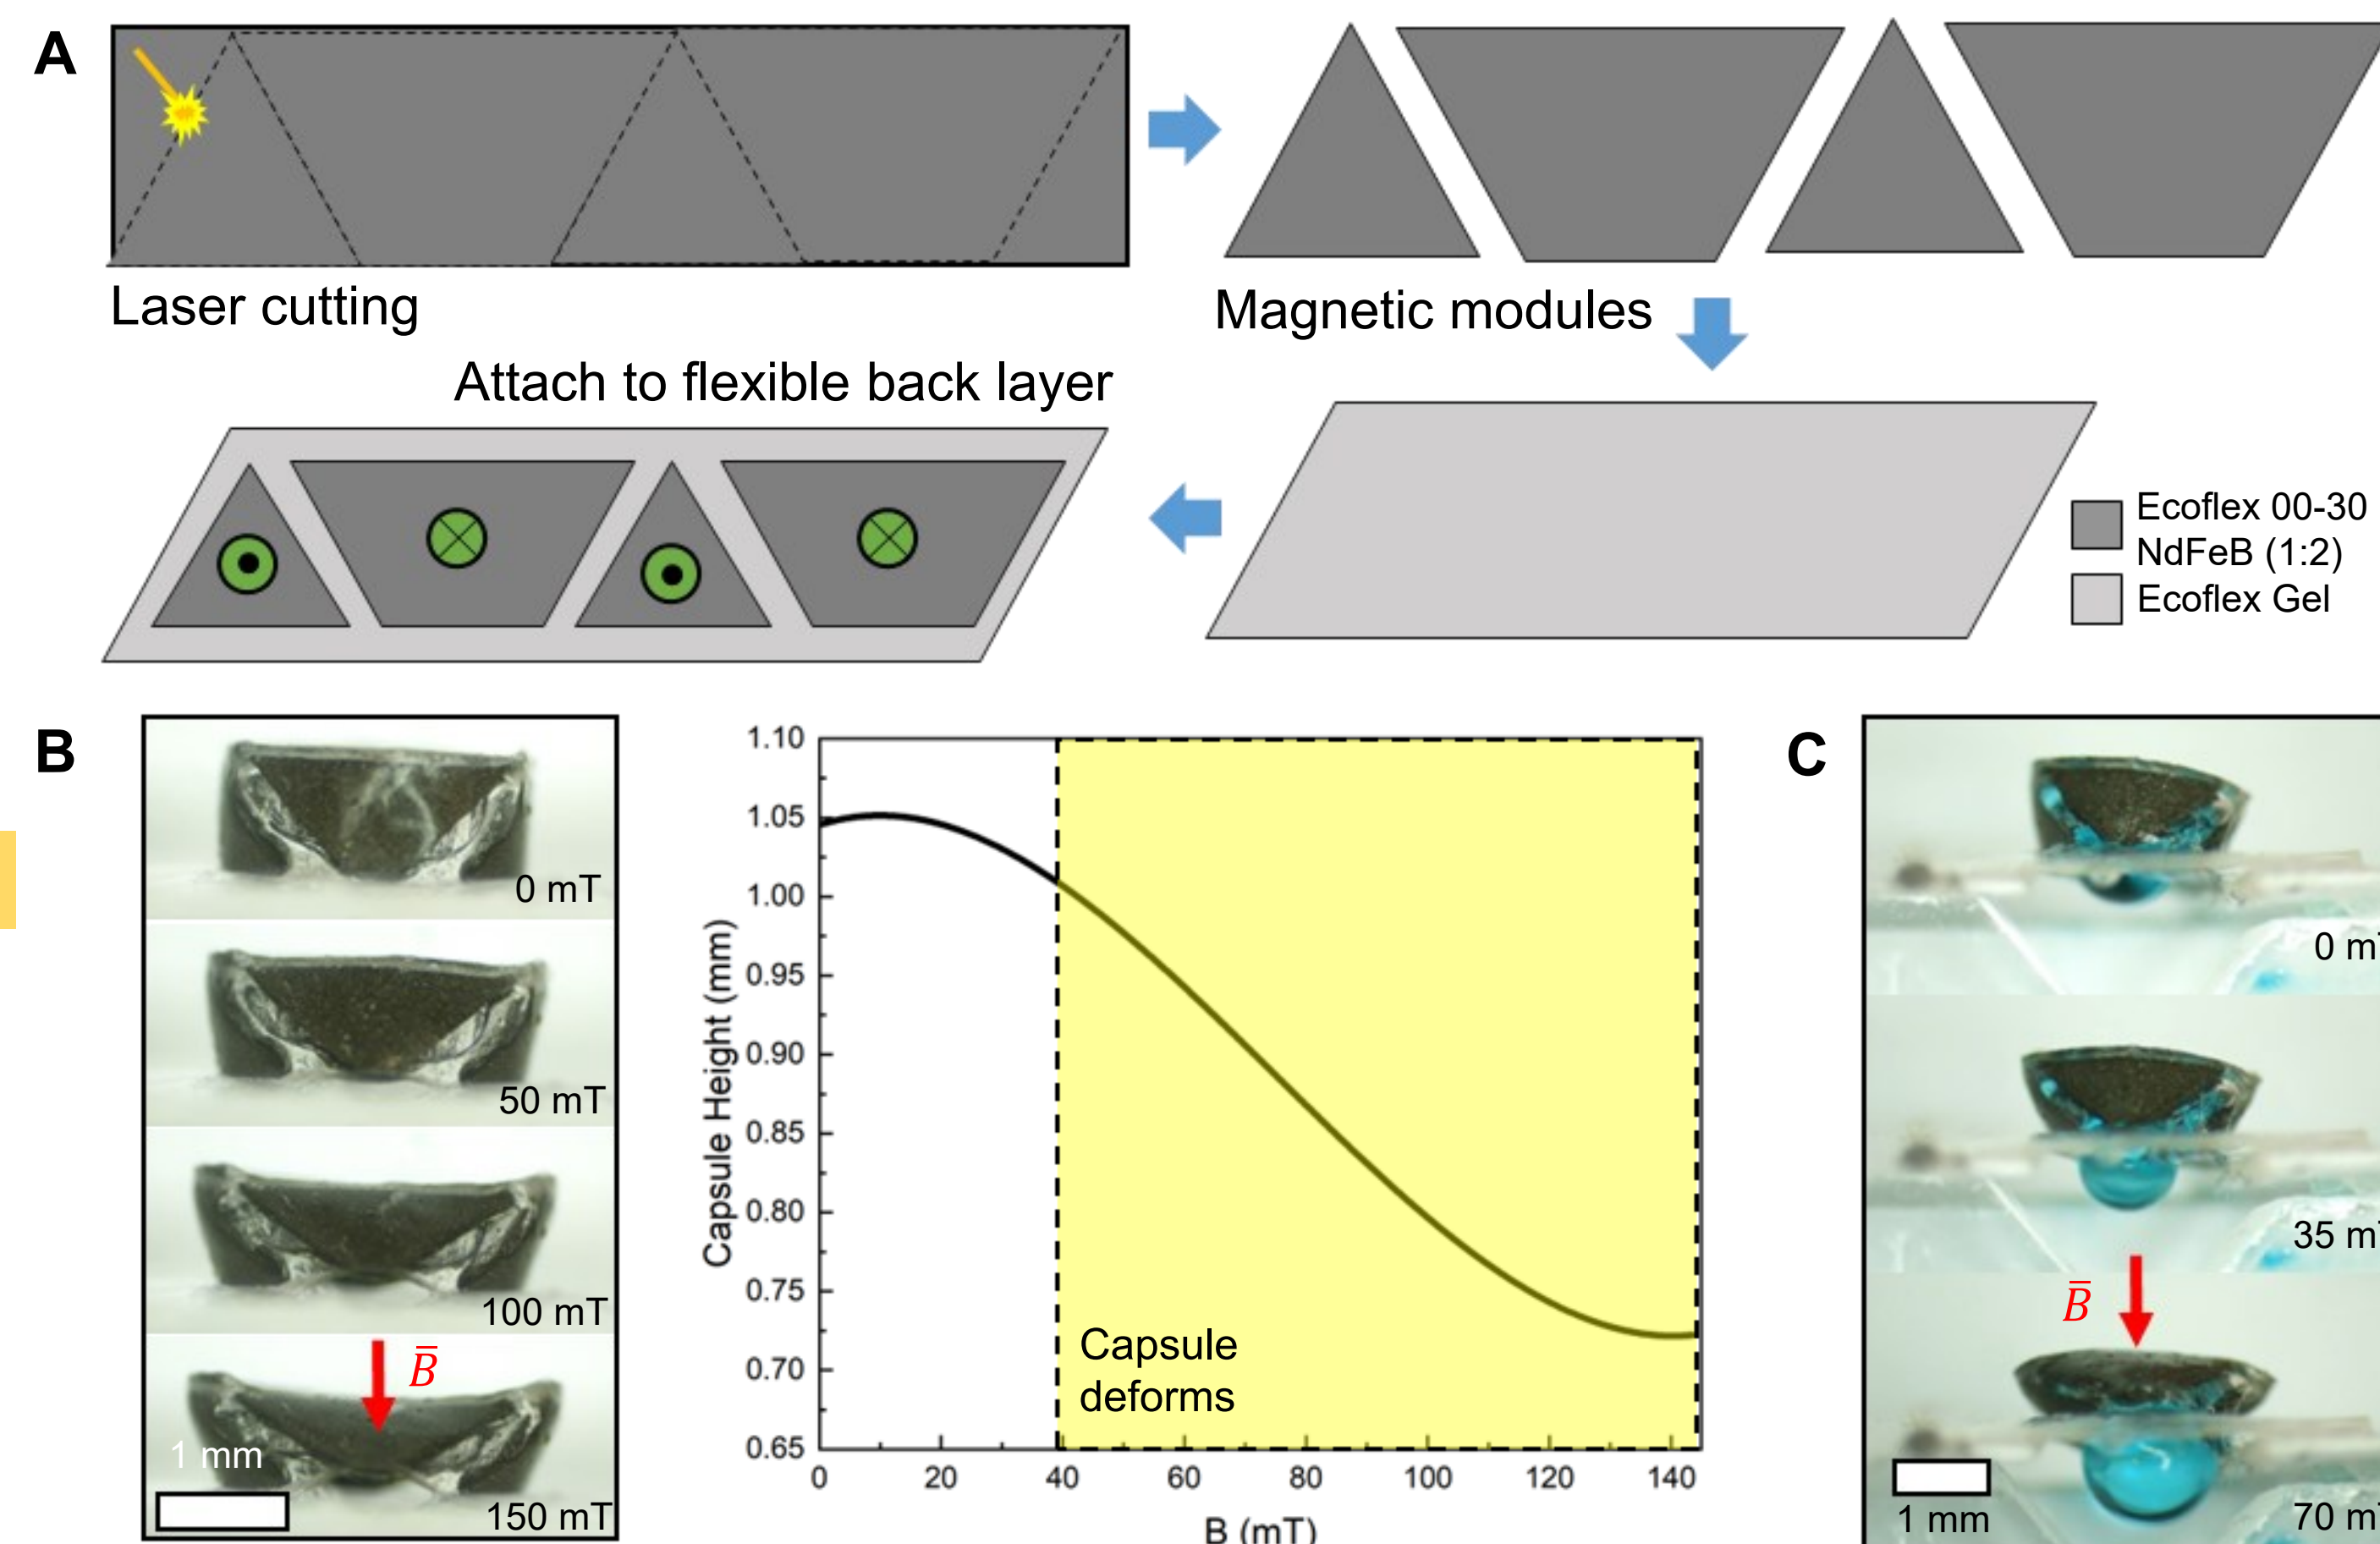 A
Laser cutting
Magnetic modules
Attach to flexible back layer
Ecoflex 00-30
NdFeB (1:2)
Ecoflex Gel
B
0 mT
50 mT
100 mT
B̅
1 mm
150 mT
1.10
1.05
1.00
0.95
0.90
0.85
0.80
0.75
0.70
0.65
Capsule Height (mm)
Capsule
deforms
0 20 40 60 80 100 120 140
B (mT)
C
0 m
35 m
B̅
1 mm
70 m